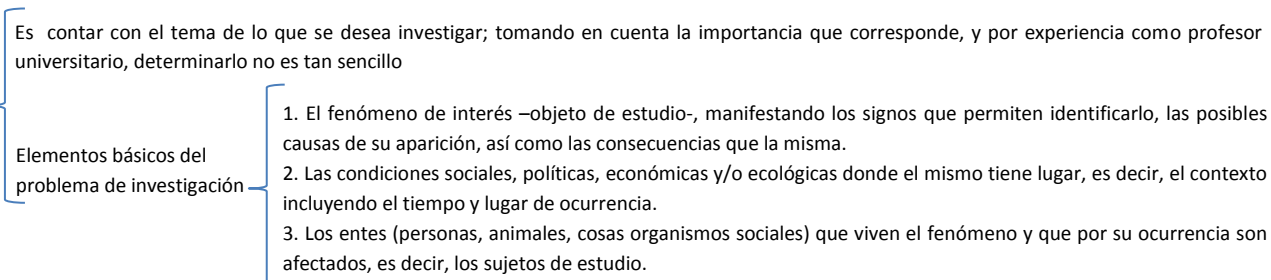 Es contar con el tema de lo que se desea investigar; tomando en cuenta la importancia que corresponde, y por experiencia como profesor
universitario, determinarlo no es tan sencillo
Elementos básicos del
problema de investigación
1. El fenómeno de interés –objeto de estudio-, manifestando los signos que permiten identificarlo, las posibles
causas de su aparición, así como las consecuencias que la misma.
2. Las condiciones sociales, políticas, económicas y/o ecológicas donde el mismo tiene lugar, es decir, el contexto
incluyendo el tiempo y lugar de ocurrencia.
3. Los entes (personas, animales, cosas organismos sociales) que viven el fenómeno y que por su ocurrencia son
afectados, es decir, los sujetos de estudio.